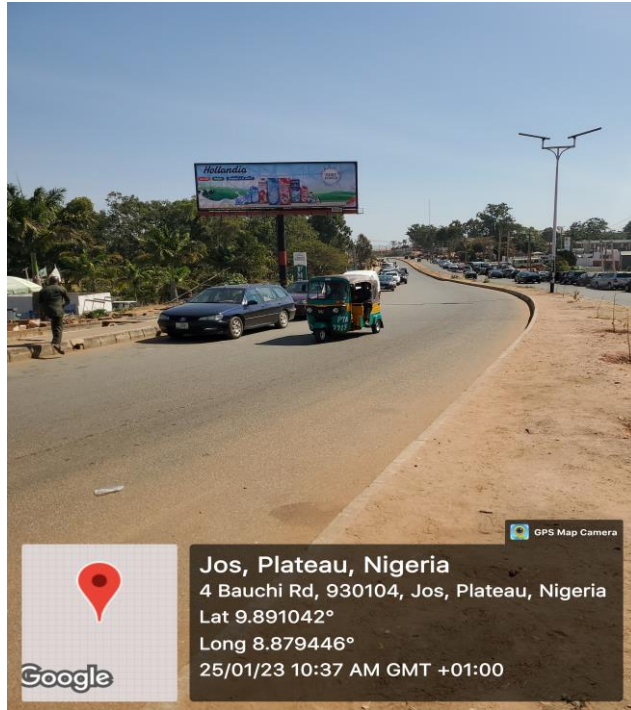 Hollandia
GPS Map Camera
Google
Jos, Plateau, Nigeria
4 Bauchi Rd, 930104, Jos, Plateau, Nigeria
Lat 9.891042°
Long 8.879446°
25/01/23 10:37 AM GMT +01:00